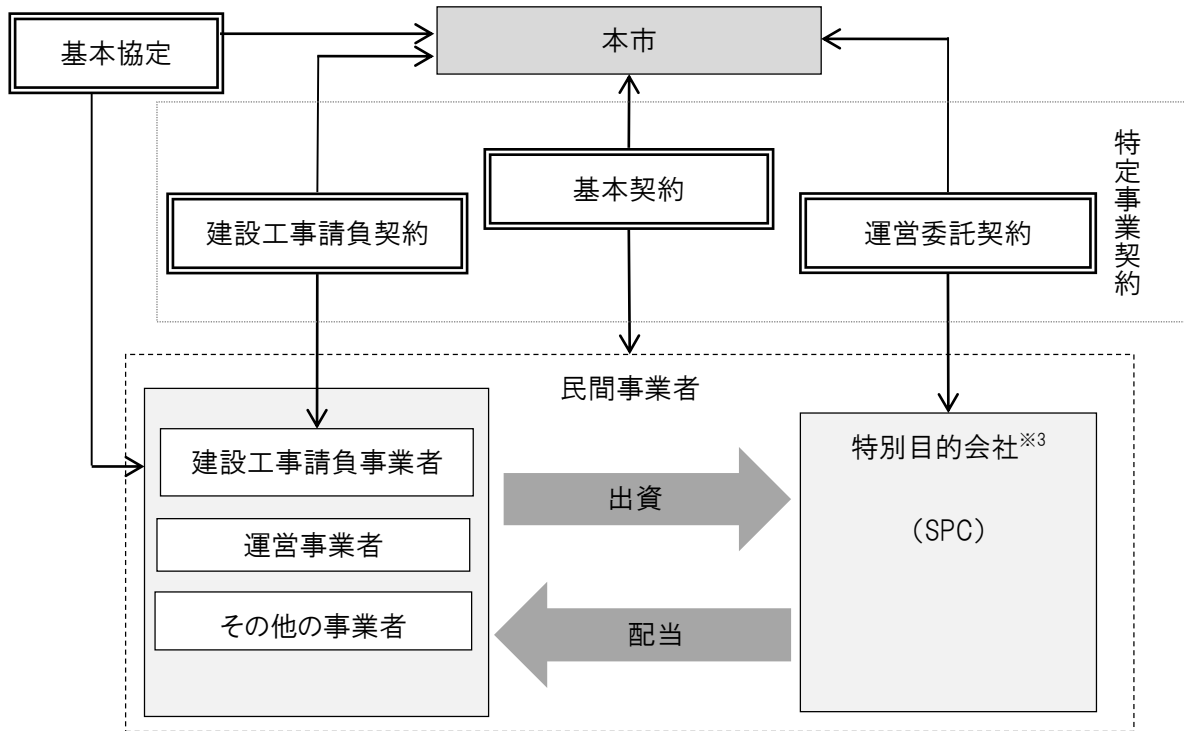 基本協定
本市
基本契約
建設工事請負契約
運営委託契約
特定事業契約
民間事業者
建設工事請負事業者
運営事業者
その他の事業者
出資
配当
特別目的会社※3
（SPC）